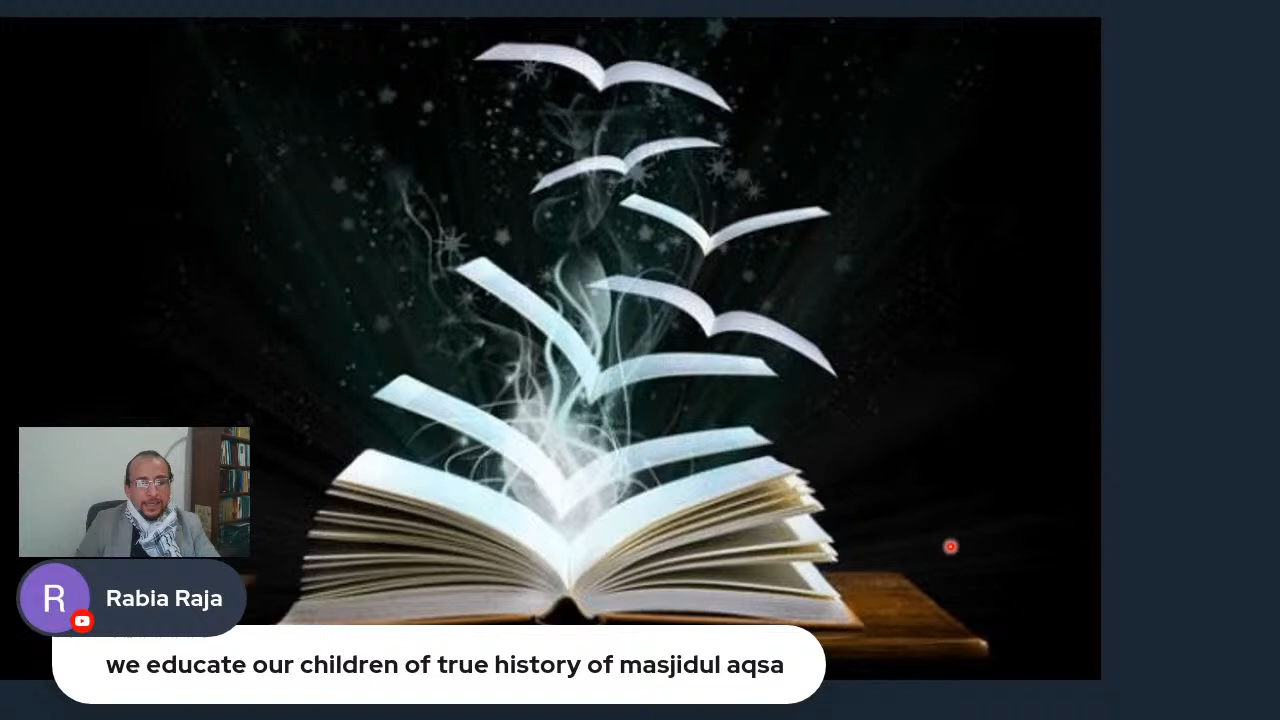 R
Rabia Raja
we educate our children of true history of masjidul aqsa